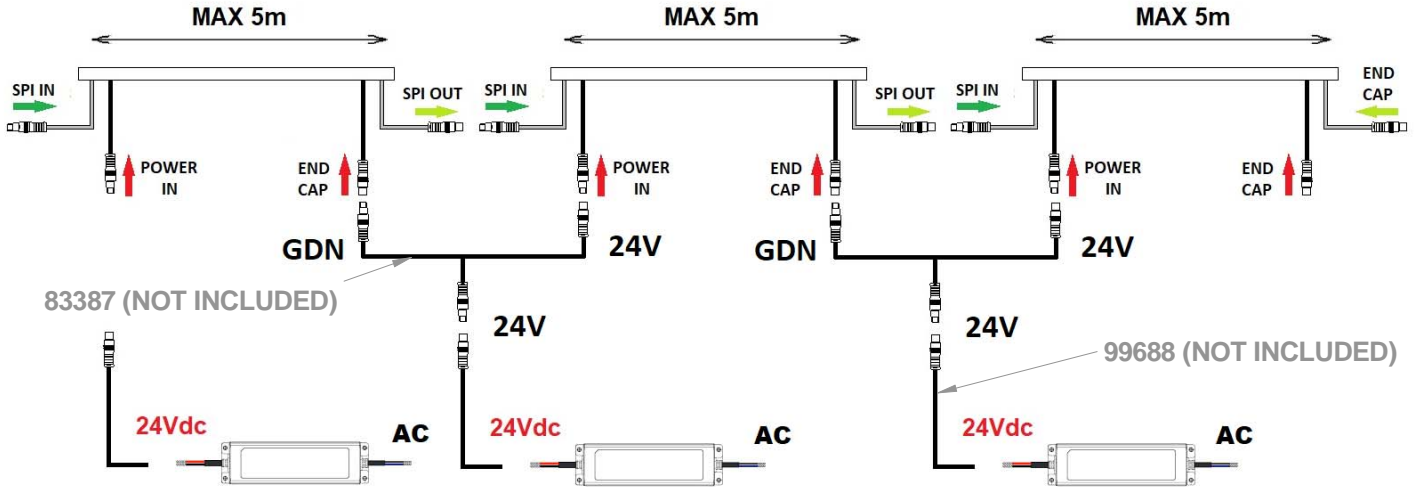 MAX 5m
MAX 5m
MAX 5m
SPI IN
SPI OUT
SPI IN
SPI OUT
SPI IN
END
CAP
POWER
IN
END
CAP
POWER
IN
END
CAP
POWER
IN
END
CAP
GDN
24V
GDN
24V
83387 (NOT INCLUDED)
24V
24V
99688 (NOT INCLUDED)
24Vdc
AC
24Vdc
AC
24Vdc
AC